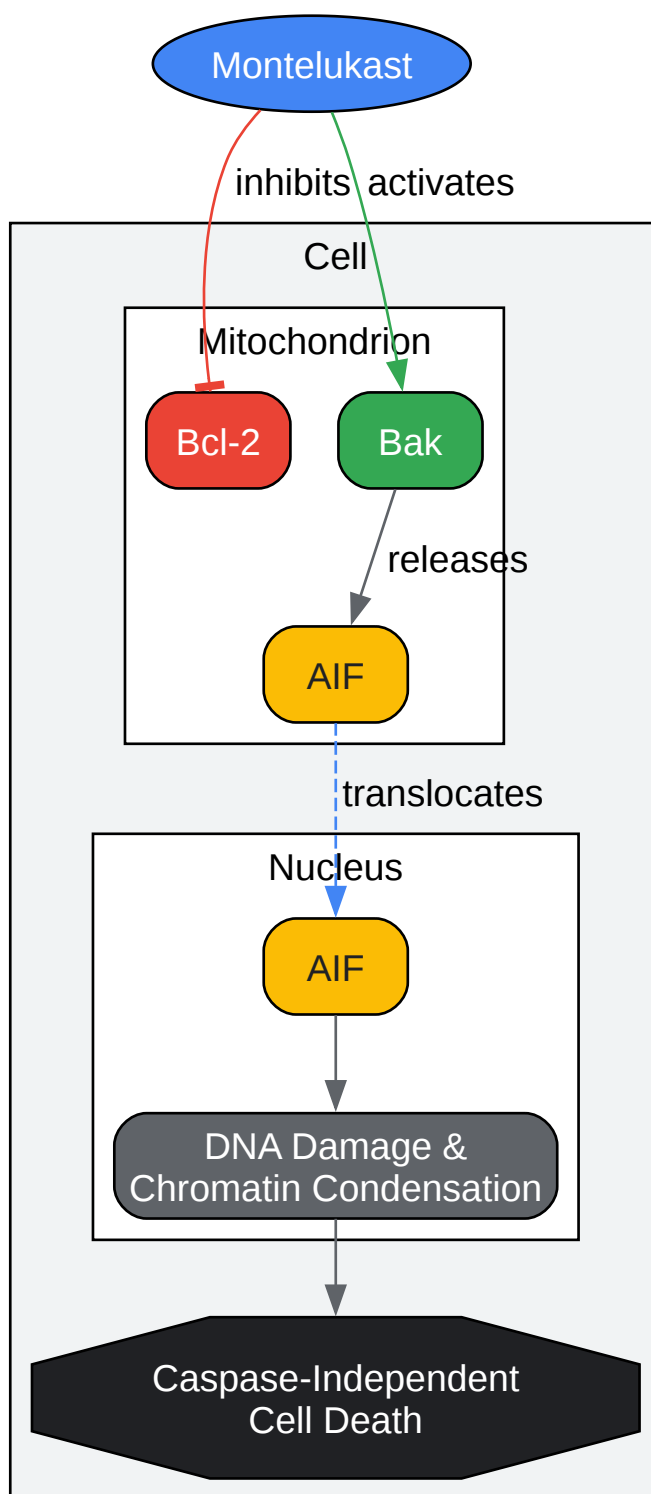 Montelukast
inhibits
activates
Cell
Mitochondrion
Bcl-2
Bak
releases
AIF
translocates
Nucleus
AIF
DNA Damage &
Chromatin Condensation
Caspase-Independent
Cell Death